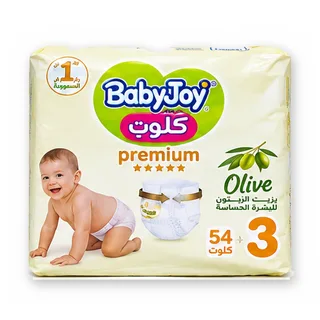 رقم 1 في
السعودية
BabyJoy
كلوت
premium
Olive
بزيت الزيتون
للبشرة الحساسة
54
كلوت
3